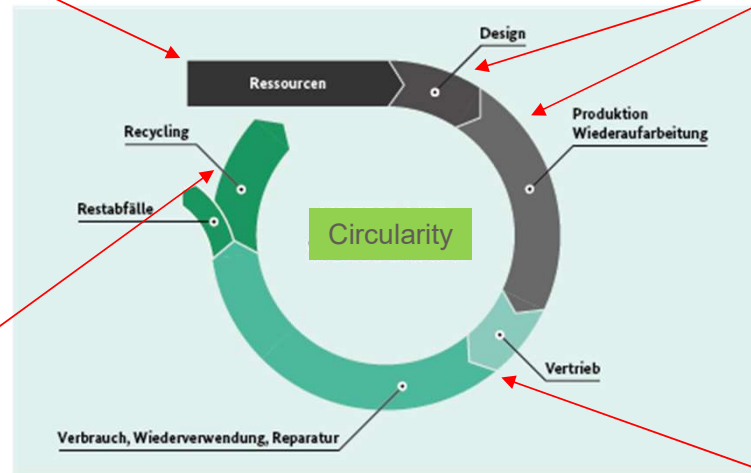 Design
Ressourcen
Produktion
Wiederaufarbeitung
Recycling
Restabfälle
Circularity
Vertrieb
Verbrauch, Wiederverwendung, Reparatur